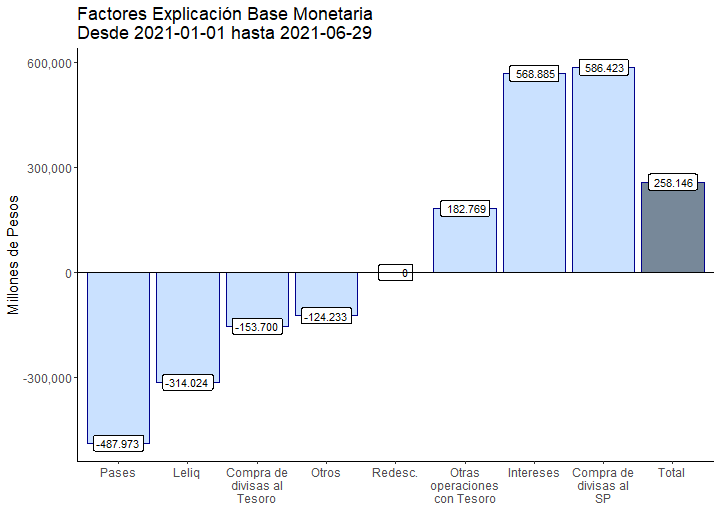 Factores Explicación Base Monetaria
Desde 2021-01-01 hasta 2021-06-29
Millones de Pesos
600,000
300,000
0
-300,000
-487.973
-314.024
-153.700
-124.233
0
182.769
568.885
586.423
258.146
Pases
Leliq
Compra de
divisas al
Tesoro
Otros
Redesc.
Otras
operaciones
con Tesoro
Intereses
Compra de
divisas al
SP
Total